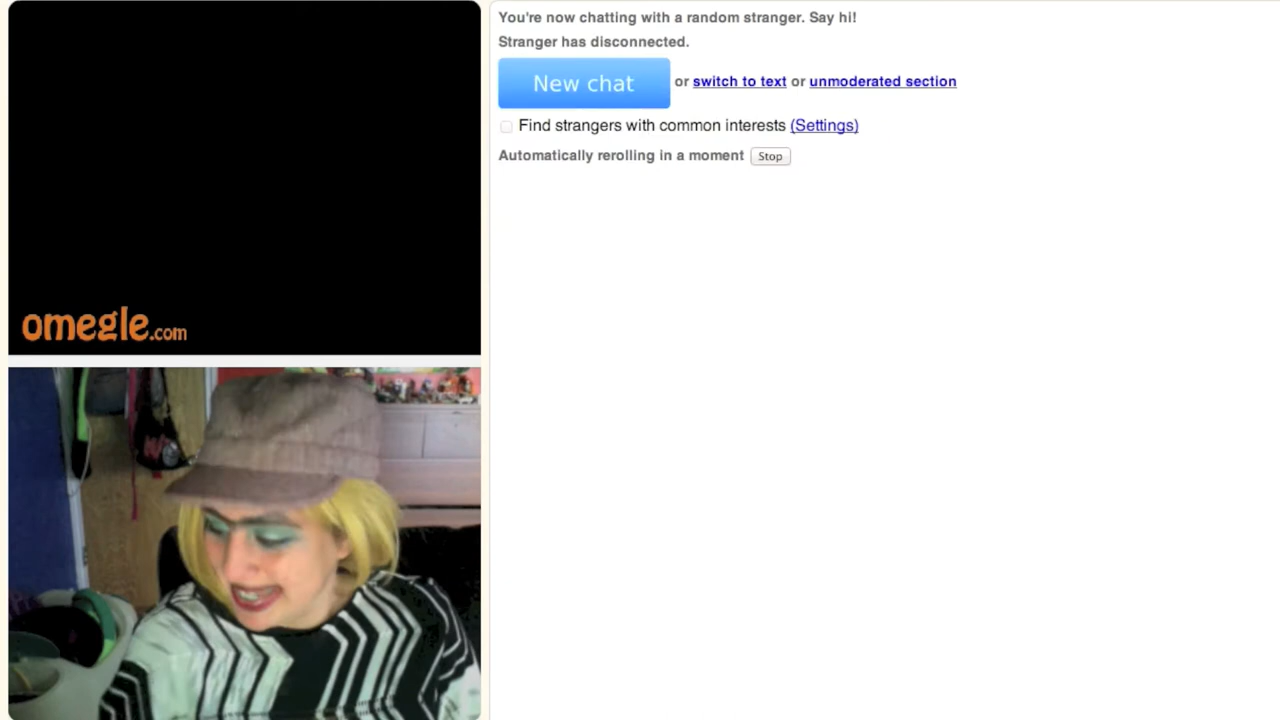 You're now chatting with a random stranger. Say hi!
Stranger has disconnected.
New chat or switch to text or unmoderated section
Find strangers with common interests (Settings)
Automatically rerolling in a moment Stop
omegle.com